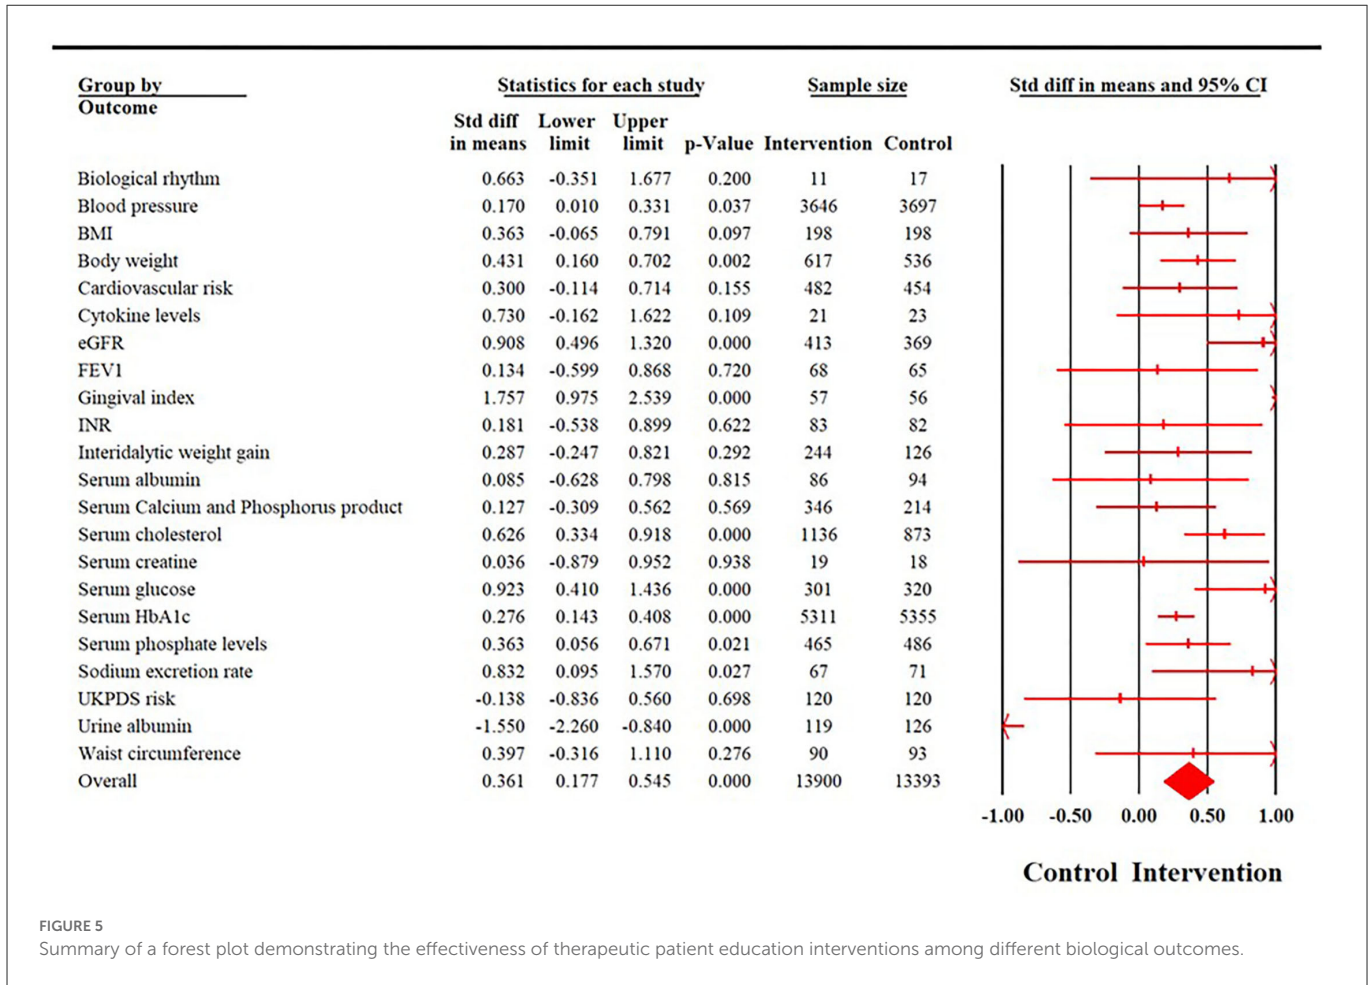 Group by Statistics for each study Sample size Std diff in means and 95% CI
Outcome
Std diff Lower Upper
in means limit limit p-Value Intervention Control
Biological rhythm 0.663 -0.351 1.677 0.200 11 17
Blood pressure 0.170 0.010 0.331 0.037 3646 3697
BMI 0.363 -0.065 0.791 0.097 198 198
Body weight 0.431 0.160 0.702 0.002 617 536
Cardiovascular risk 0.300 -0.114 0.714 0.155 482 454
Cytokine levels 0.730 -0.162 1.622 0.109 21 23
eGFR 0.908 0.496 1.320 0.000 413 369
FEV1 0.134 -0.599 0.868 0.720 68 65
Gingival index 1.757 0.975 2.539 0.000 57 56
INR 0.181 -0.538 0.899 0.622 83 82
Interidalytic weight gain 0.287 -0.247 0.821 0.292 244 126
Serum albumin 0.085 -0.628 0.798 0.815 86 94
Serum Calcium and Phosphorus product 0.127 -0.309 0.562 0.569 346 214
Serum cholesterol 0.626 0.334 0.918 0.000 1136 873
Serum creatine 0.036 -0.879 0.952 0.938 19 18
Serum glucose 0.923 0.410 1.436 0.000 301 320
Serum HbA1c 0.276 0.143 0.408 0.000 5311 5355
Serum phosphate levels 0.363 0.056 0.671 0.021 465 486
Sodium excretion rate 0.832 0.095 1.570 0.027 67 71
UKPDS risk -0.138 -0.836 0.560 0.698 120 120
Urine albumin -1.550 -2.260 -0.840 0.000 119 126
Waist circumference 0.397 -0.316 1.110 0.276 90 93
Overall 0.361 0.177 0.545 0.000 13900 13393
-1.00 -0.50 0.00 0.50 1.00
Control Intervention
FIGURE 5
Summary of a forest plot demonstrating the effectiveness of therapeutic patient education interventions among different biological outcomes.